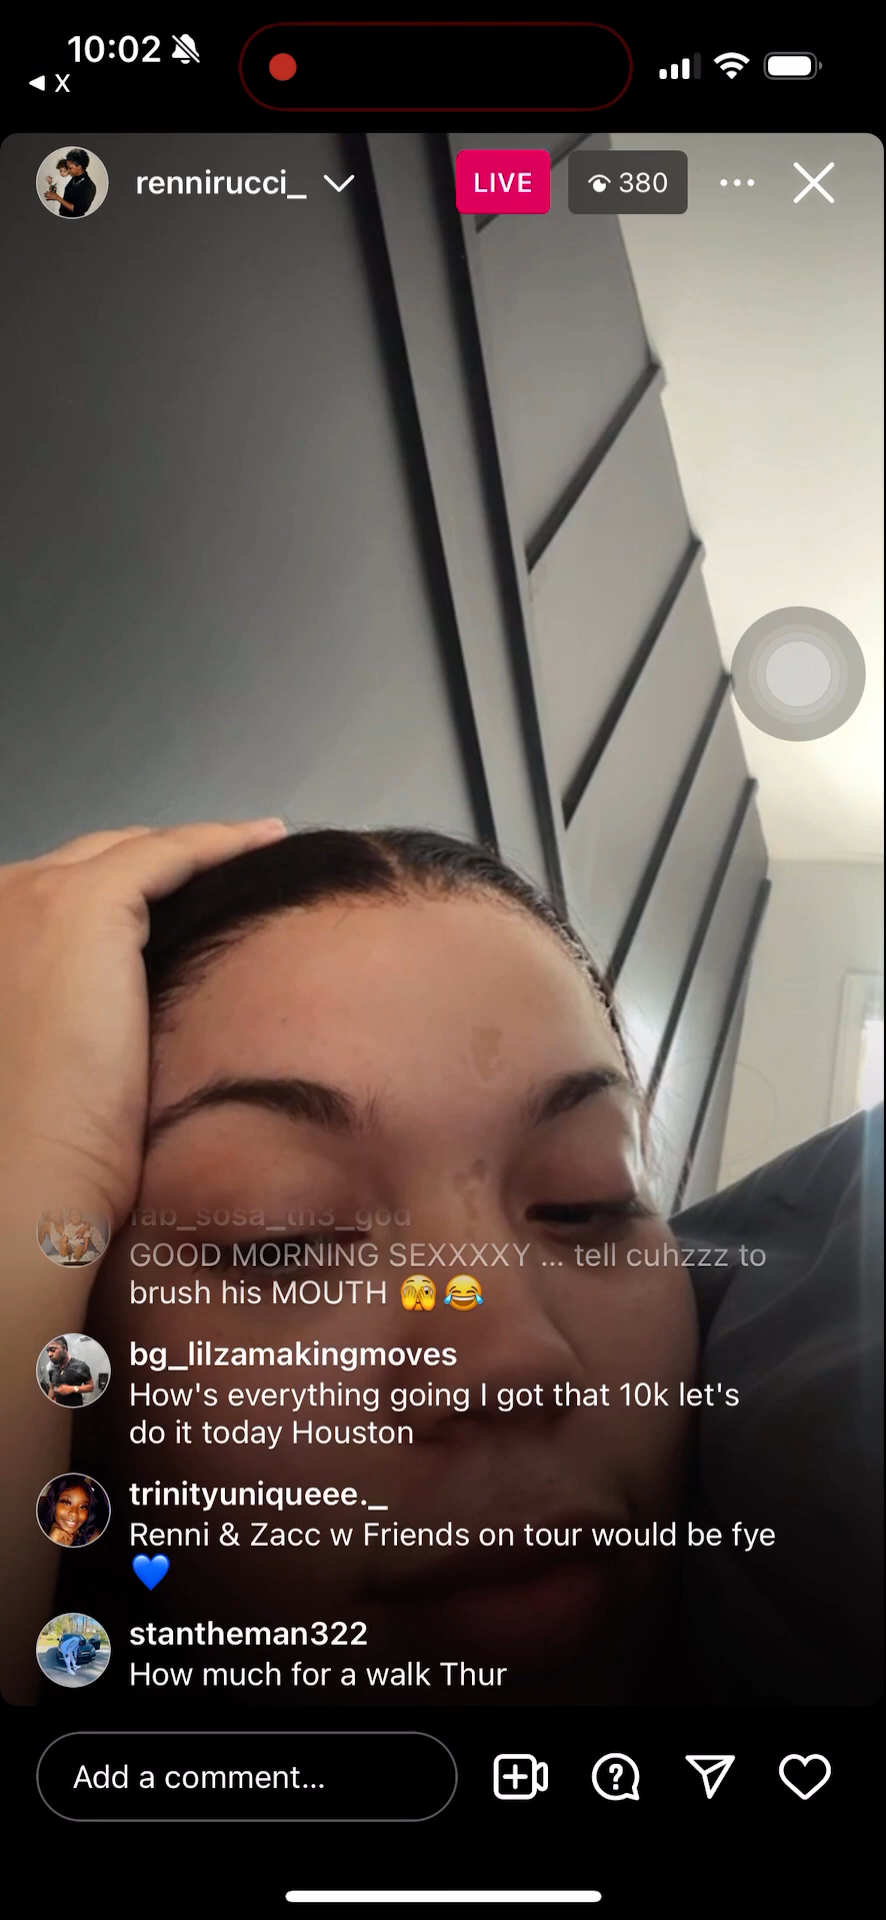 10:02
X
rennirucci_
LIVE
380
fab_sosa_th3_god
GOOD MORNING SEXXXXY ... tell cuhzzz to
brush his MOUTH 🫣😂
bg_lilzamakingmoves
How's everything going I got that 10k let's
do it today Houston
trinityuniqueee._
Renni & Zacc w Friends on tour would be fye
💙
stantheman322
How much for a walk Thur
Add a comment...